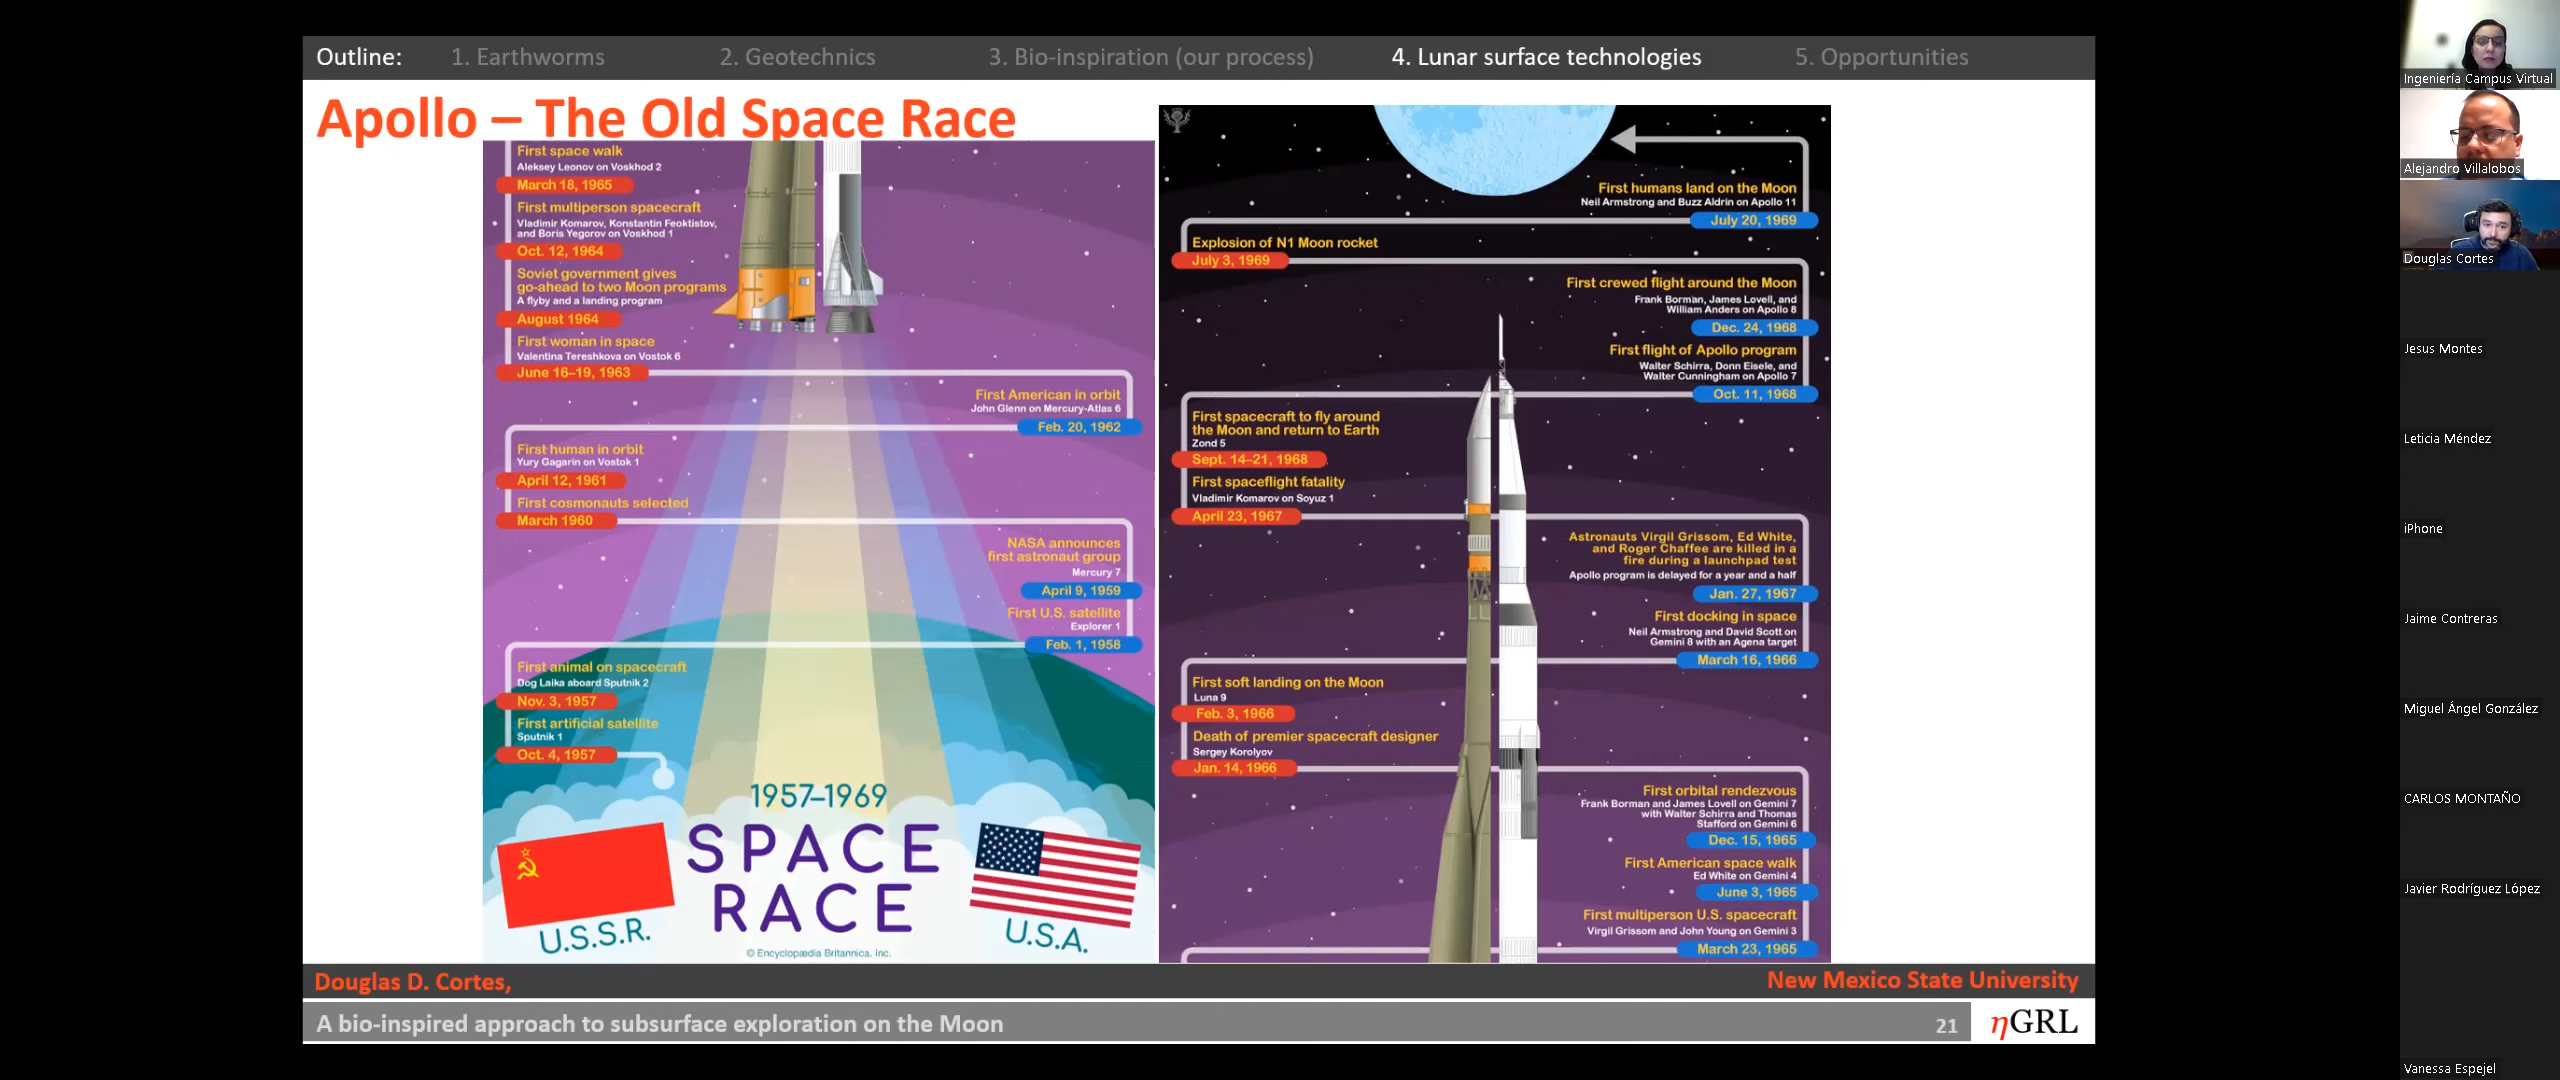 Outline:
1. Earthworms
2. Geotechnics
3. Bio-inspiration (our process)
4. Lunar surface technologies
5. Opportunities
Apollo – The Old Space Race
First space walk
Aleksey Leonov on Voskhod 2
March 18, 1965
First multiperson spacecraft
Vladimir Komarov, Konstantin Feoktistov,
and Boris Yegorov on Voskhod 1
Oct. 12, 1964
Soviet government gives
go-ahead to two Moon programs
A flyby and a landing program
August 1964
First woman in space
Valentina Tereshkova on Vostok 6
June 16–19, 1963
First American in orbit
John Glenn on Mercury-Atlas 6
Feb. 20, 1962
First human in orbit
Yury Gagarin on Vostok 1
April 12, 1961
First cosmonauts selected
March 1960
NASA announces
first astronaut group
Mercury 7
April 9, 1959
First U.S. satellite
Explorer 1
Feb. 1, 1958
First animal on spacecraft
Dog Laika aboard Sputnik 2
Nov. 3, 1957
First artificial satellite
Sputnik 1
Oct. 4, 1957
1957–1969
SPACE
RACE
U.S.S.R.
U.S.A.
© Encyclopædia Britannica, Inc.
First humans land on the Moon
Neil Armstrong and Buzz Aldrin on Apollo 11
July 20, 1969
Explosion of N1 Moon rocket
July 3, 1969
First crewed flight around the Moon
Frank Borman, James Lovell, and
William Anders on Apollo 8
Dec. 24, 1968
First flight of Apollo program
Walter Schirra, Donn Eisele, and
Walter Cunningham on Apollo 7
Oct. 11, 1968
First spacecraft to fly around
the Moon and return to Earth
Zond 5
Sept. 14–21, 1968
First spaceflight fatality
Vladimir Komarov on Soyuz 1
April 23, 1967
Astronauts Virgil Grissom, Ed White,
and Roger Chaffee are killed in a
fire during a launchpad test
Apollo program is delayed for a year and a half
Jan. 27, 1967
First docking in space
Neil Armstrong and David Scott on
Gemini 8 with an Agena target
March 16, 1966
First soft landing on the Moon
Luna 9
Feb. 3, 1966
Death of premier spacecraft designer
Sergey Korolyov
Jan. 14, 1966
First orbital rendezvous
Frank Borman and James Lovell on Gemini 7
with Walter Schirra and Thomas
Stafford on Gemini 6
Dec. 15, 1965
First American space walk
Ed White on Gemini 4
June 3, 1965
First multiperson U.S. spacecraft
Virgil Grissom and John Young on Gemini 3
March 23, 1965
Douglas D. Cortes,
New Mexico State University
A bio-inspired approach to subsurface exploration on the Moon
21
ηGRL
Ingeniería Campus Virtual
Alejandro Villalobos
Douglas Cortes
Jesus Montes
Leticia Méndez
iPhone
Jaime Contreras
Miguel Ángel González
CARLOS MONTAÑO
Javier Rodríguez López
Vanessa Espejel